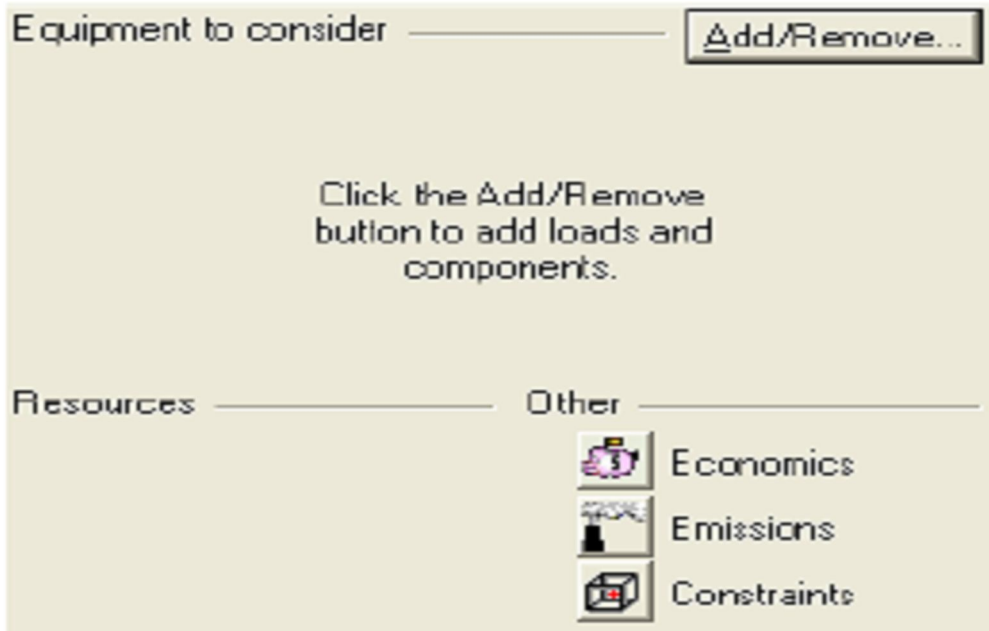 Equipment to consider
Add/Remove...
Click the Add/Remove
button to add loads and
components.
Resources
Other
Economics
Emissions
Constraints